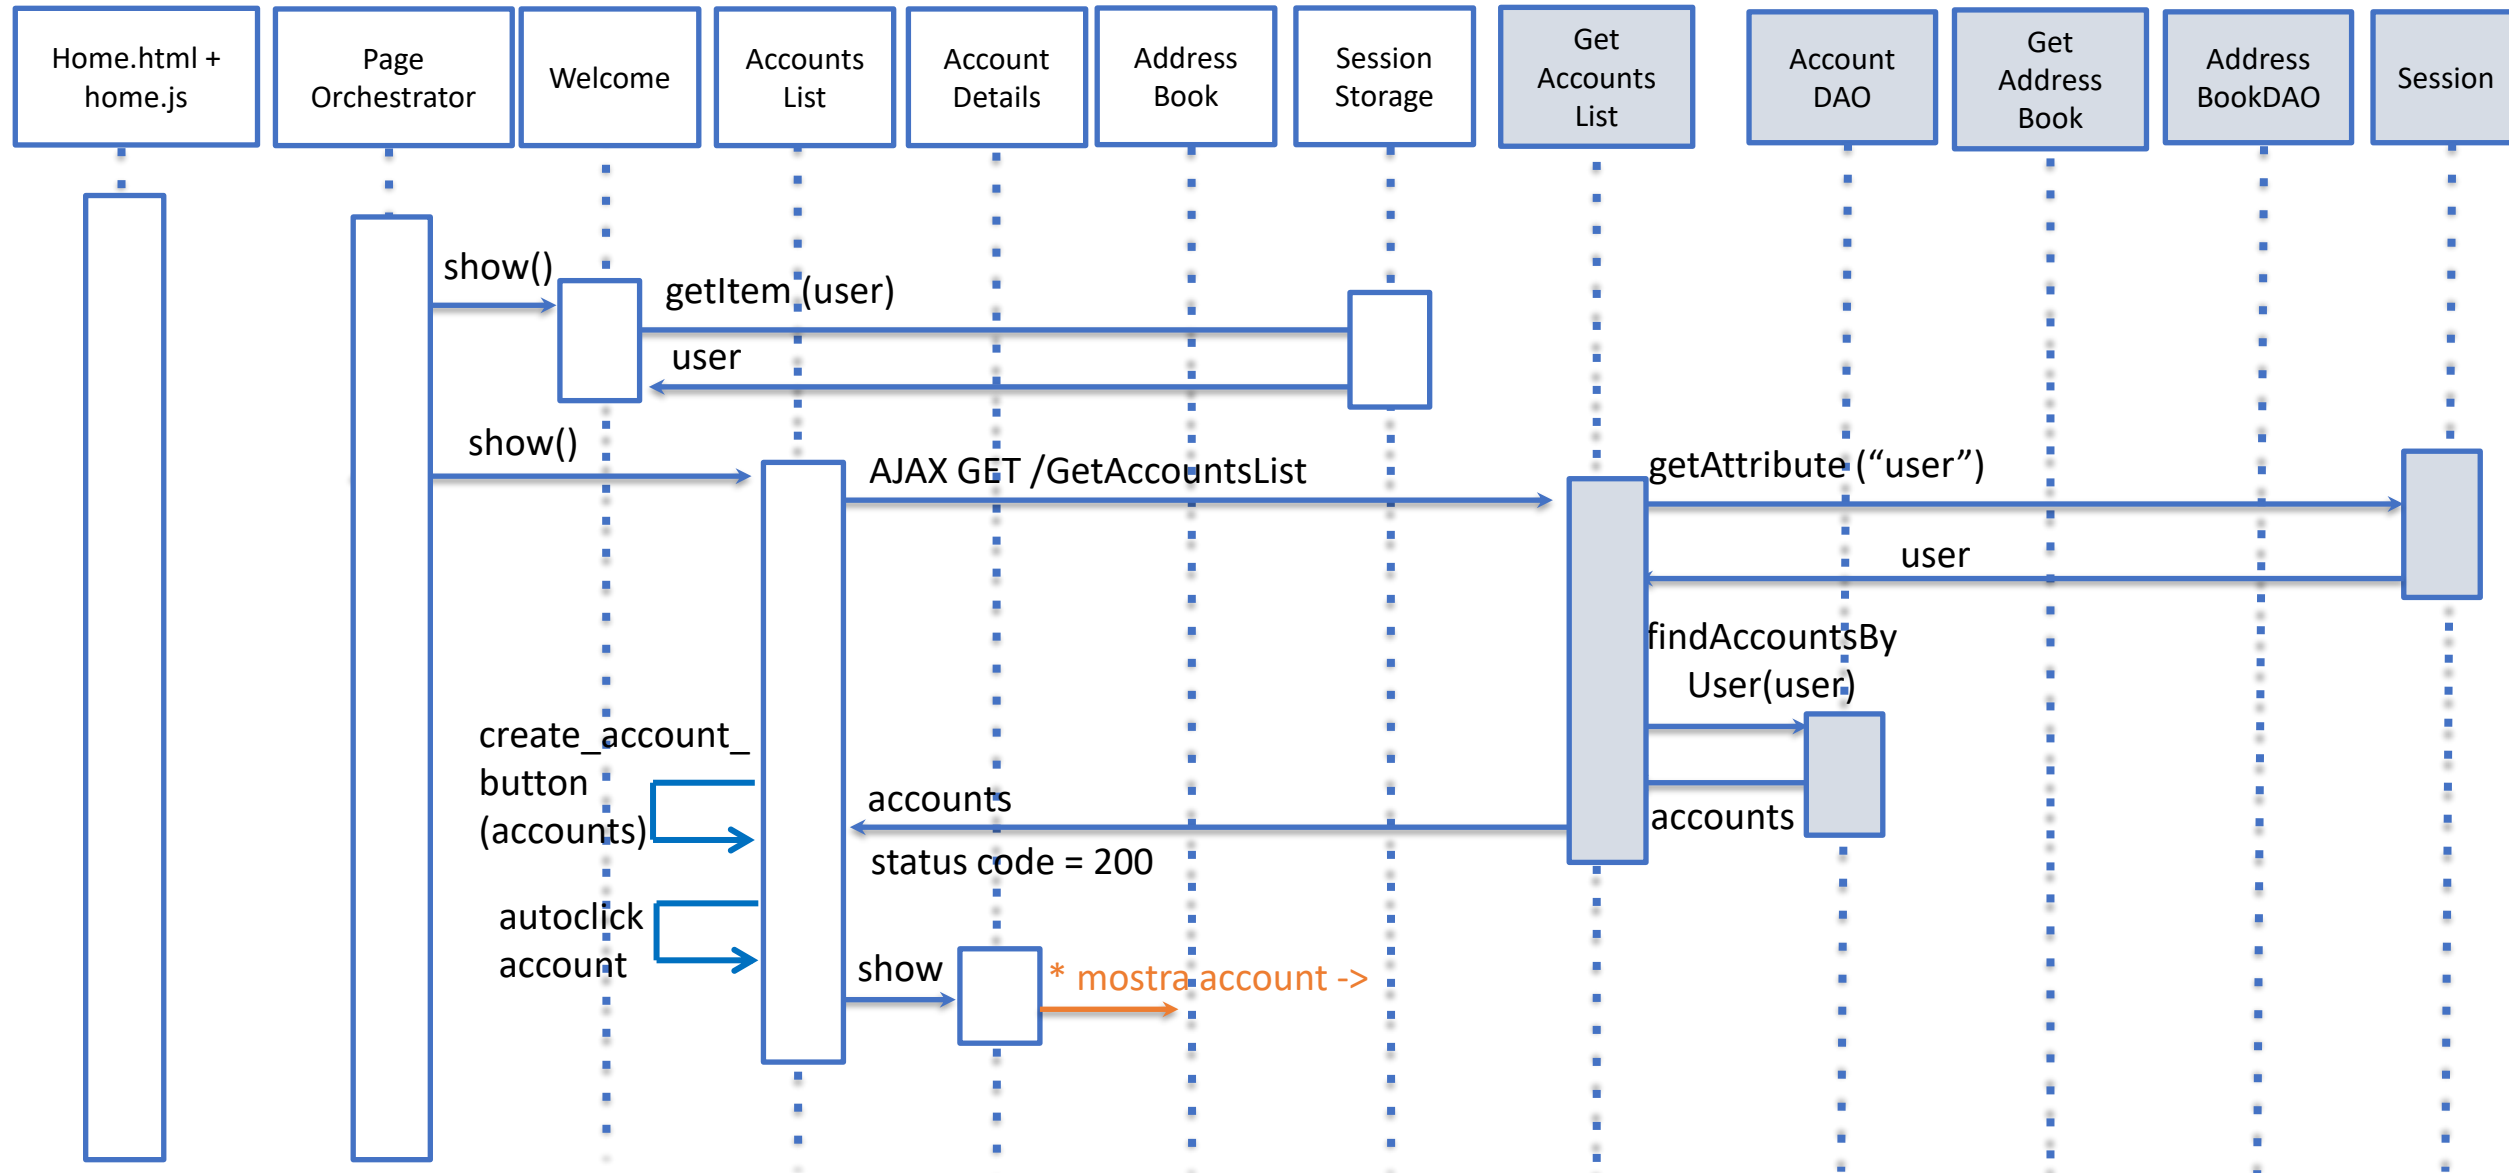 Home.html +
home.js
Page
Orchestrator
Welcome
Accounts
List
Account
Details
Address
Book
Session
Storage
Get
Accounts
List
Account
DAO
Get
Address
Book
Address
BookDAO
Session
show()
getItem (user)
user
show()
AJAX GET /GetAccountsList
getAttribute (“user”)
user
findAccountsBy
User(user)
create_account_
button
(accounts)
accounts
accounts
status code = 200
autoclick
account
show
* mostra account ->